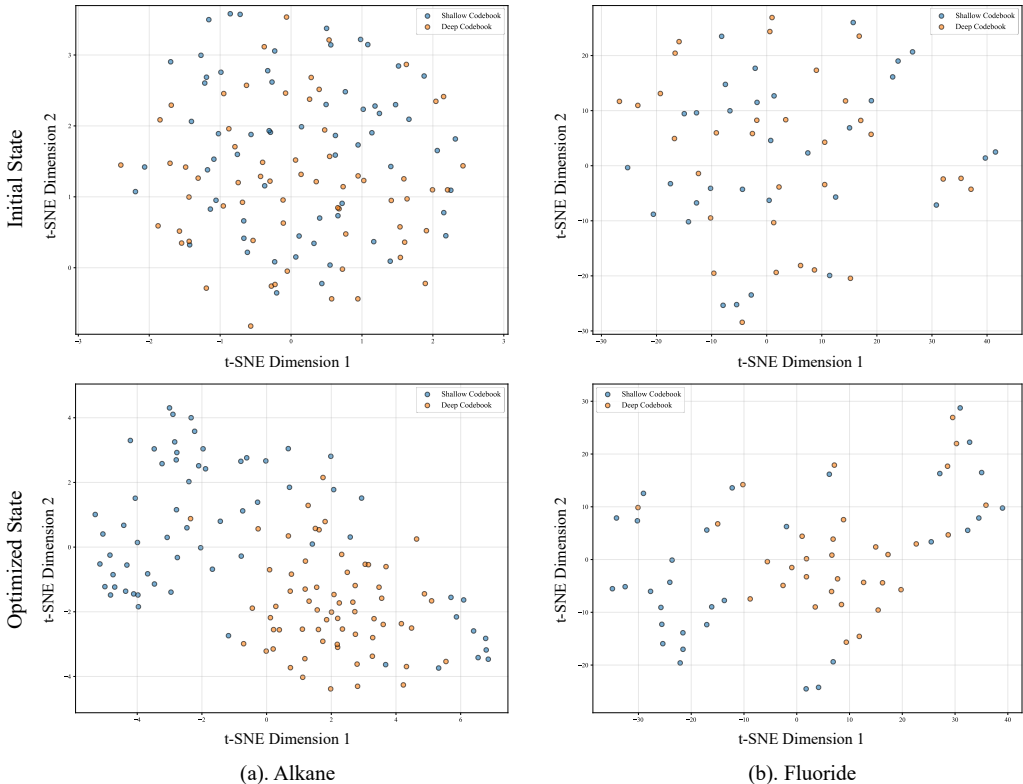 Initial State
t-SNE Dimension 2
3
2
1
0
−3
−2
−1
0
1
2
3
t-SNE Dimension 1
Shallow Codebook
Deep Codebook
t-SNE Dimension 2
20
10
0
−10
−20
−30
−30
−20
−10
0
10
20
30
40
t-SNE Dimension 1
Shallow Codebook
Deep Codebook
Optimized State
t-SNE Dimension 2
4
2
0
−2
−4
−4
−2
0
2
4
6
t-SNE Dimension 1
Shallow Codebook
Deep Codebook
t-SNE Dimension 2
30
20
10
0
−10
−20
−30
−20
−10
0
10
20
30
40
t-SNE Dimension 1
Shallow Codebook
Deep Codebook
(a). Alkane
(b). Fluoride